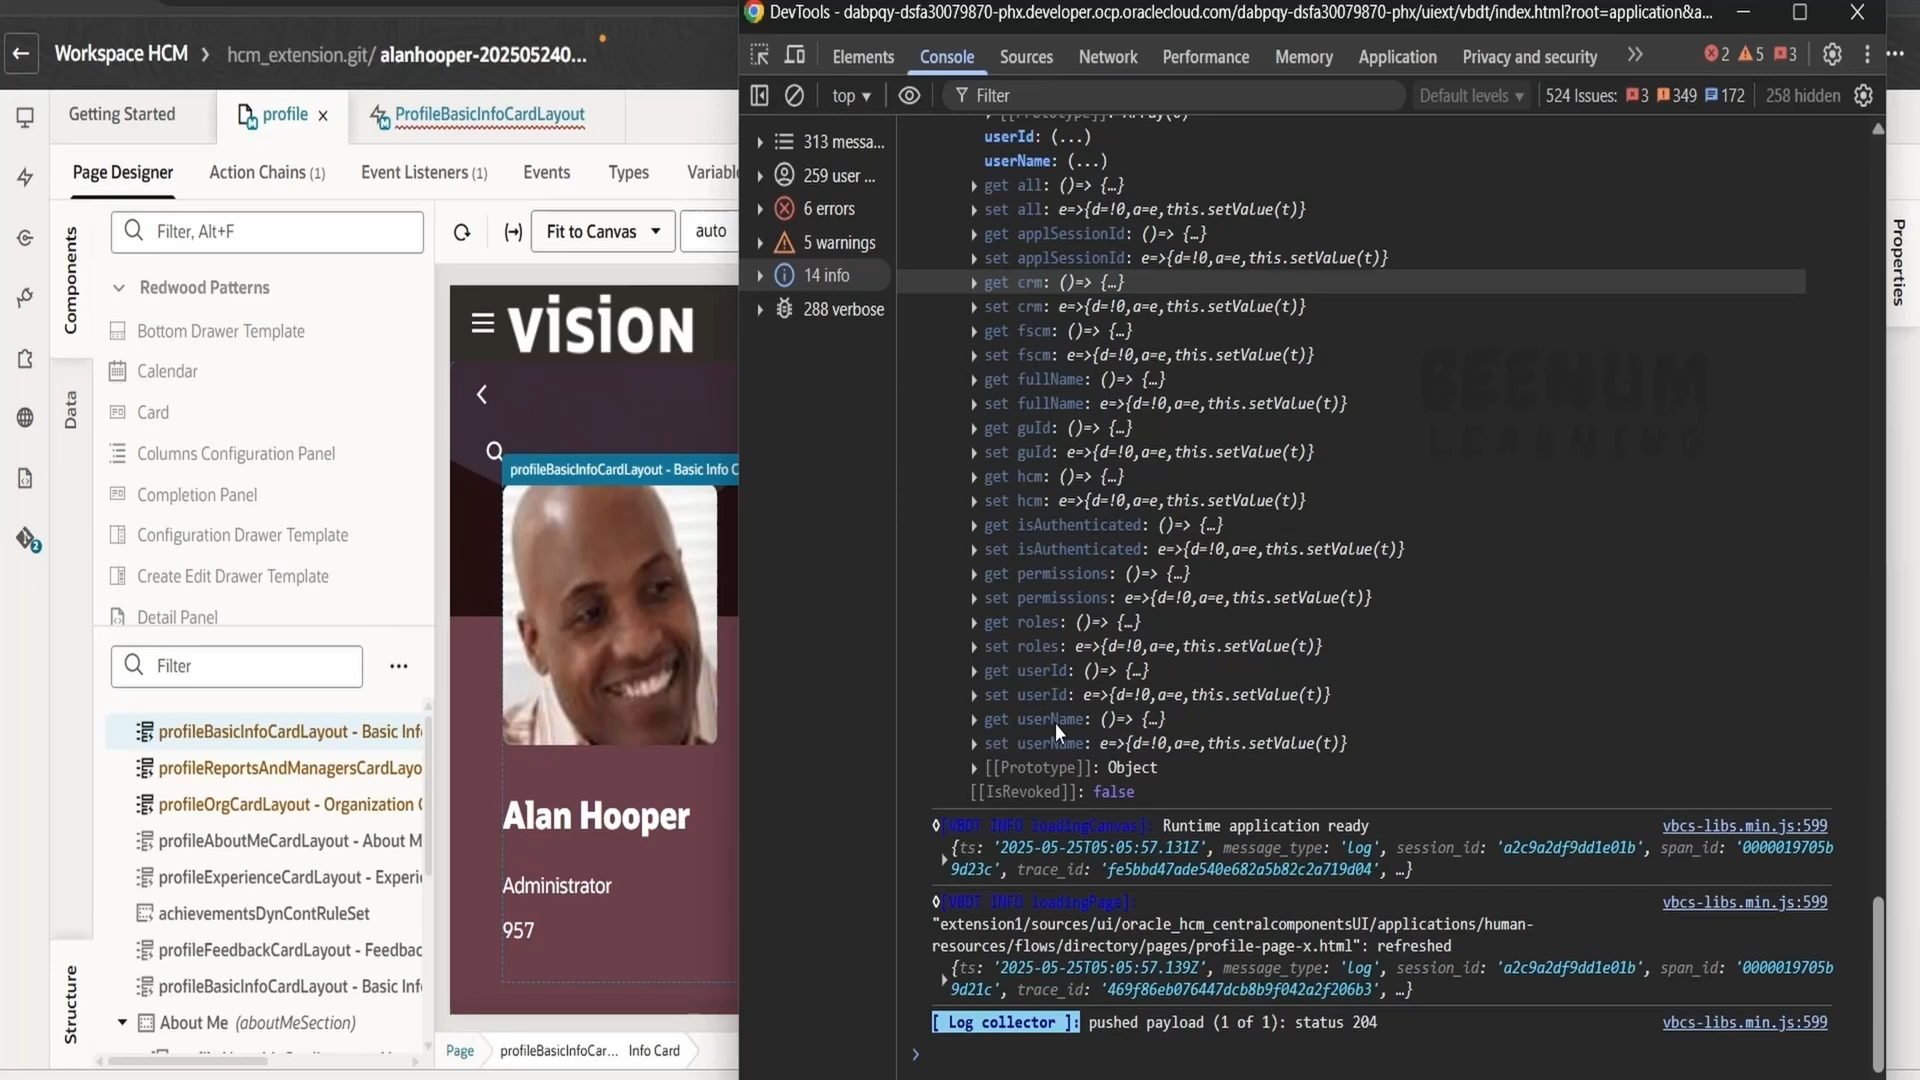 DevTools - dabpqy-dsfa30079870-phx.developer.ocp.oraclecloud.com/dabpqy-dsfa30079870-phx/uiext/vbdt/index.html?root=application&a...
Workspace HCM > hcm_extension.git/ alanhooper-202505240...
Elements Console Sources Network Performance Memory Application Privacy and security >> 2 5 3
top Filter Default levels 524 Issues: 3 349 172 258 hidden
Getting Started profile x ProfileBasicInfoCardLayout
Page Designer Action Chains (1) Event Listeners (1) Events Types Variabl
Components
Data
Structure
Properties
Filter, Alt+F
Fit to Canvas auto
Redwood Patterns
Bottom Drawer Template
Calendar
Card
Columns Configuration Panel
Completion Panel
Configuration Drawer Template
Create Edit Drawer Template
Detail Panel
Filter ...
2
profileBasicInfoCardLayout - Basic Inf
profileReportsAndManagersCardLayo
profileOrgCardLayout - Organization C
profileAboutMeCardLayout - About M
profileExperienceCardLayout - Experi
achievementsDynContRuleSet
profileFeedbackCardLayout - Feedbac
profileBasicInfoCardLayout - Basic Inf
About Me (aboutMeSection)
VISION
profileBasicInfoCardLayout - Basic Info C
Alan Hooper
Administrator
957
Page profileBasicInfoCar... Info Card
313 messa...
259 user ...
6 errors
5 warnings
14 info
288 verbose
[[Prototype]]: Array(0)
userId: (...)
userName: (...)
get all: ()=> {…}
set all: e=>{d=!0,a=e,this.setValue(t)}
get applSessionId: ()=> {…}
set applSessionId: e=>{d=!0,a=e,this.setValue(t)}
get crm: ()=> {…}
set crm: e=>{d=!0,a=e,this.setValue(t)}
get fscm: ()=> {…}
set fscm: e=>{d=!0,a=e,this.setValue(t)}
get fullName: ()=> {…}
set fullName: e=>{d=!0,a=e,this.setValue(t)}
get guId: ()=> {…}
set guId: e=>{d=!0,a=e,this.setValue(t)}
get hcm: ()=> {…}
set hcm: e=>{d=!0,a=e,this.setValue(t)}
get isAuthenticated: ()=> {…}
set isAuthenticated: e=>{d=!0,a=e,this.setValue(t)}
get permissions: ()=> {…}
set permissions: e=>{d=!0,a=e,this.setValue(t)}
get roles: ()=> {…}
set roles: e=>{d=!0,a=e,this.setValue(t)}
get userId: ()=> {…}
set userId: e=>{d=!0,a=e,this.setValue(t)}
get userName: ()=> {…}
set userName: e=>{d=!0,a=e,this.setValue(t)}
[[Prototype]]: Object
[[IsRevoked]]: false
BEENUM
LEARNING
[VBDT INFO loadingCanvas]: Runtime application ready vbcs-libs.min.js:599
{ts: '2025-05-25T05:05:57.131Z', message_type: 'log', session_id: 'a2c9a2df9dd1e01b', span_id: '0000019705b
9d23c', trace_id: 'fe5bbd47ade540e682a5b82c2a719d04', …}
[VBDT INFO loadingPage]: vbcs-libs.min.js:599
"extension1/sources/ui/oracle_hcm_centralcomponentsUI/applications/human-
resources/flows/directory/pages/profile-page-x.html": refreshed
{ts: '2025-05-25T05:05:57.139Z', message_type: 'log', session_id: 'a2c9a2df9dd1e01b', span_id: '0000019705b
9d21c', trace_id: '469f86eb076447dcb8b9f042a2f206b3', …}
[ Log collector ]: pushed payload (1 of 1): status 204 vbcs-libs.min.js:599